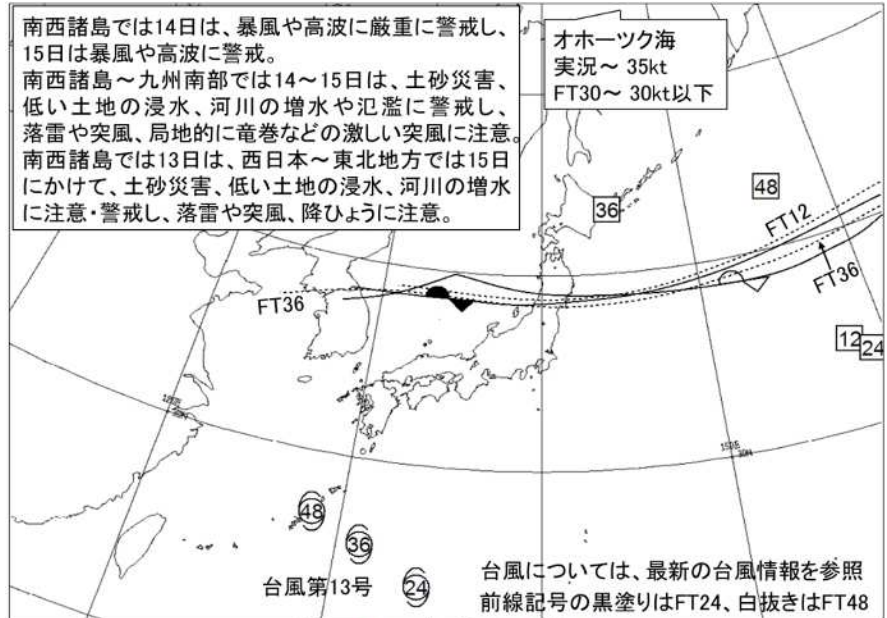 南西諸島では14日は、暴風や高波に厳重に警戒し、
15日は暴風や高波に警戒。
南西諸島～九州南部では14～15日は、土砂災害、
低い土地の浸水、河川の増水や氾濫に警戒し、
落雷や突風、局地的に竜巻などの激しい突風に注意。
南西諸島では13日は、西日本～東北地方では15日
にかけて、土砂災害、低い土地の浸水、河川の増水
に注意・警戒し、落雷や突風、降ひょうに注意。
オホーツク海
実況～ 35kt
FT30～ 30kt以下
48
36
FT12
FT36
FT36
12
24
150E
30N
48
36
台風第13号
24
台風については、最新の台風情報を参照
前線記号の黒塗りはFT24、白抜きはFT48